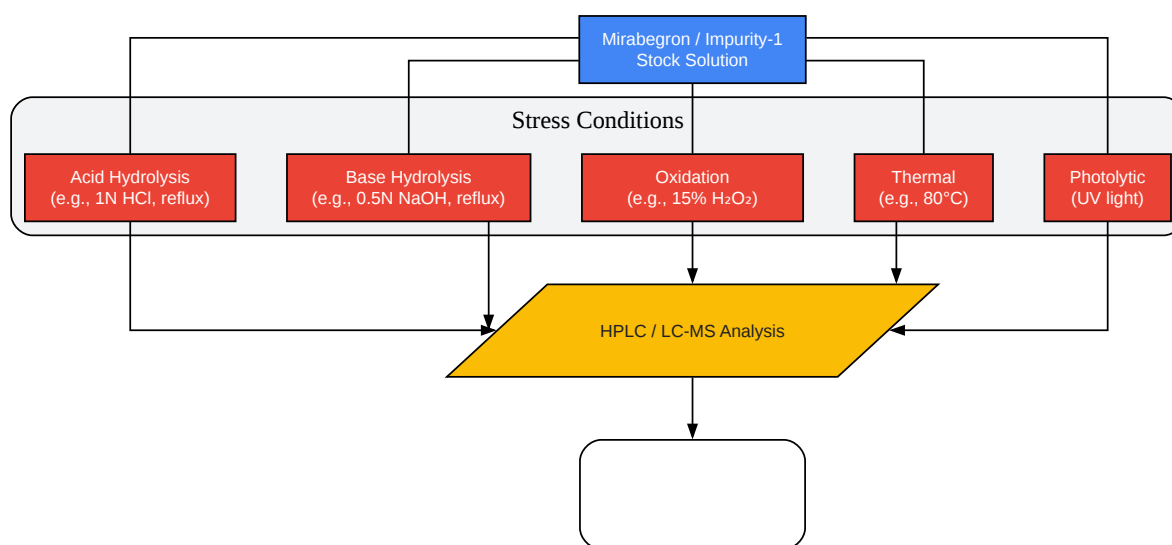 Mirabegron / Impurity-1
Stock Solution
Stress Conditions
Acid Hydrolysis
(e.g., 1N HCl, reflux)
Base Hydrolysis
(e.g., 0.5N NaOH, reflux)
Oxidation
(e.g., 15% H₂O₂)
Thermal
(e.g., 80°C)
Photolytic
(UV light)
HPLC / LC-MS Analysis